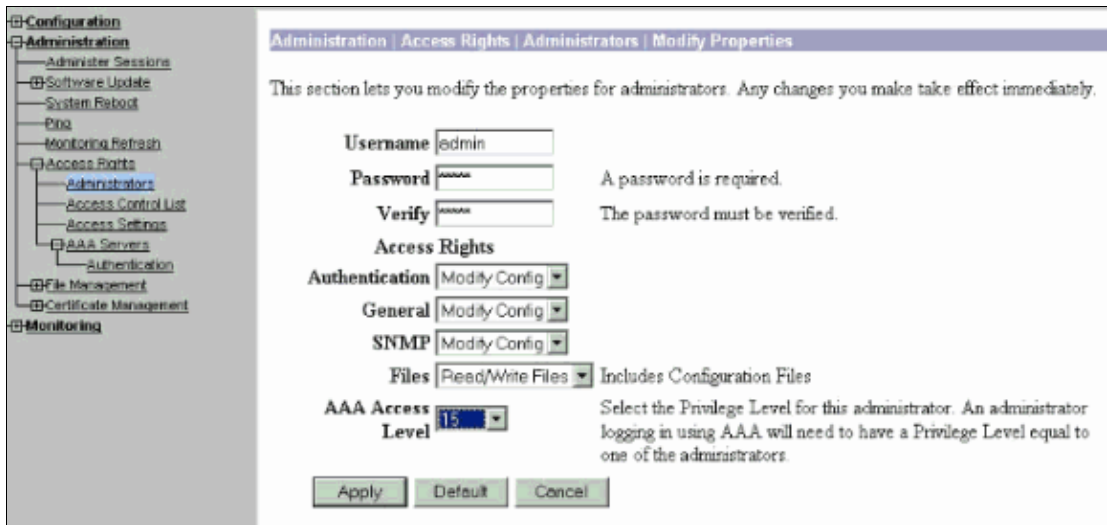 Configuration
Administration
Administer Sessions
Software Update
System Reboot
Ping
Monitoring Refresh
Access Rights
Administrators
Access Control List
Access Settings
AAA Servers
Authentication
File Management
Certificate Management
Monitoring
Administration | Access Rights | Administrators | Modify Properties
This section lets you modify the properties for administrators. Any changes you make take effect immediately.
Username admin
Password ***** A password is required.
Verify ***** The password must be verified.
Access Rights
Authentication Modify Config
General Modify Config
SNMP Modify Config
Files Read/Write Files Includes Configuration Files
AAA Access Level 15 Select the Privilege Level for this administrator. An administrator
logging in using AAA will need to have a Privilege Level equal to
one of the administrators.
Apply Default Cancel